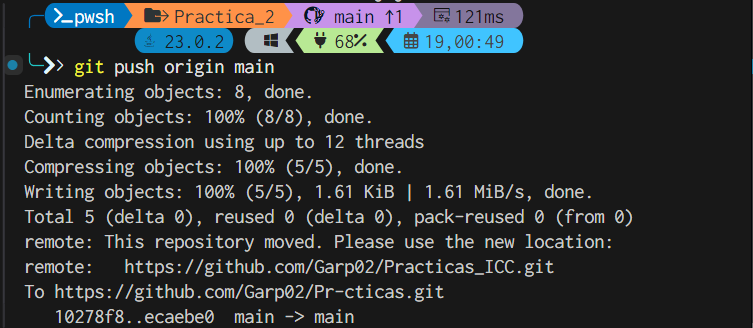 pwsh Practica_2 main ↑1 121ms
23.0.2 68% 19,00:49
git push origin main
Enumerating objects: 8, done.
Counting objects: 100% (8/8), done.
Delta compression using up to 12 threads
Compressing objects: 100% (5/5), done.
Writing objects: 100% (5/5), 1.61 KiB | 1.61 MiB/s, done.
Total 5 (delta 0), reused 0 (delta 0), pack-reused 0 (from 0)
remote: This repository moved. Please use the new location:
remote:   https://github.com/Garp02/Practicas_ICC.git
To https://github.com/Garp02/Pr-cticas.git
   10278f8..ecaebe0  main -> main